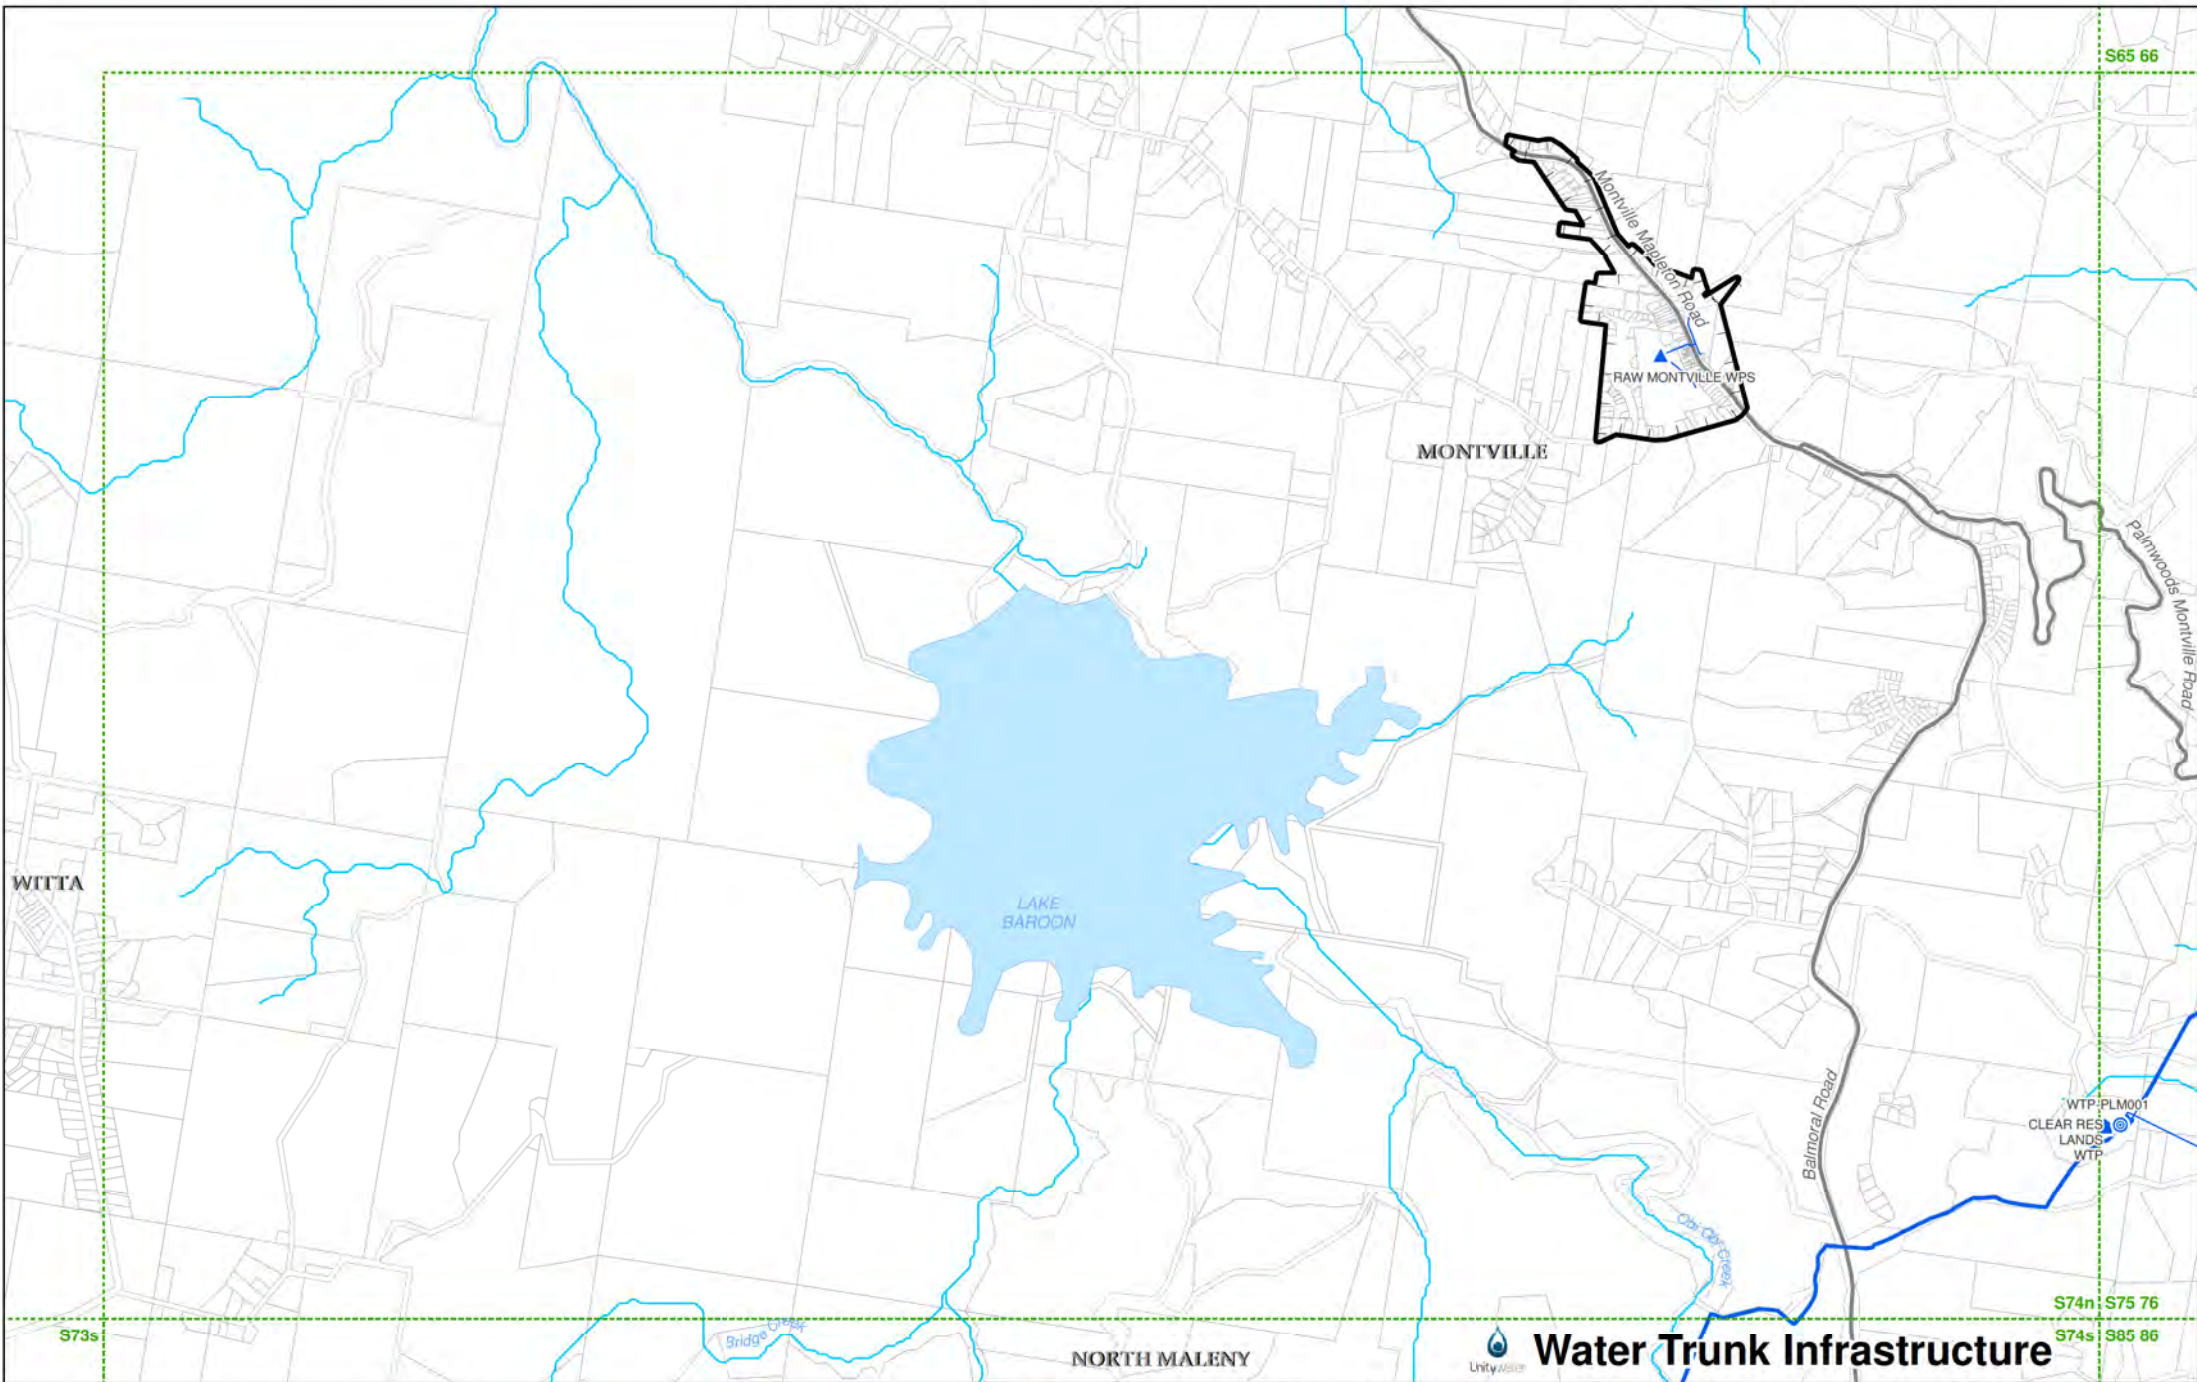 S65 66
Montville Mapleton Road
RAW MONTVILLE WPS
MONTVILLE
Palmwoods Montville Road
WITTA
LAKE
BAROON
Balmoral Road
WTP-PLM001
CLEAR RES
LANDS
WTP
Obi Obi Creek
S74n S75 76
S73s
S74s S85 86
Bridge Creek
NORTH MALENY
Unitywater
Water Trunk Infrastructure